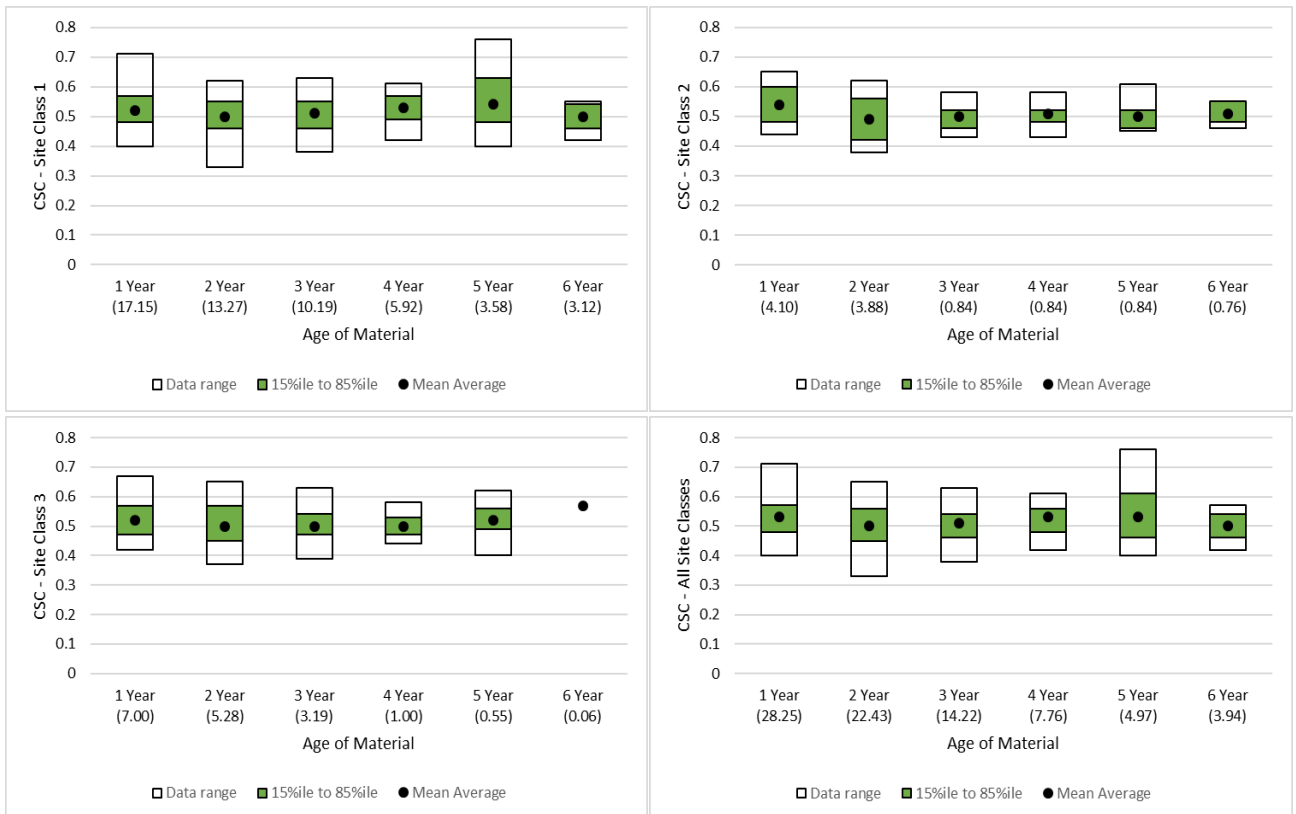 CSC - Site Class 1
0.8
0.7
0.6
0.5
0.4
0.3
0.2
0.1
0
1 Year 2 Year 3 Year 4 Year 5 Year 6 Year
(17.15) (13.27) (10.19) (5.92) (3.58) (3.12)
Age of Material
Data range 15%ile to 85%ile Mean Average
CSC - Site Class 2
0.8
0.7
0.6
0.5
0.4
0.3
0.2
0.1
0
1 Year 2 Year 3 Year 4 Year 5 Year 6 Year
(4.10) (3.88) (0.84) (0.84) (0.84) (0.76)
Age of Material
Data range 15%ile to 85%ile Mean Average
CSC - Site Class 3
0.8
0.7
0.6
0.5
0.4
0.3
0.2
0.1
0
1 Year 2 Year 3 Year 4 Year 5 Year 6 Year
(7.00) (5.28) (3.19) (1.00) (0.55) (0.06)
Age of Material
Data range 15%ile to 85%ile Mean Average
CSC - All Site Classes
0.8
0.7
0.6
0.5
0.4
0.3
0.2
0.1
0
1 Year 2 Year 3 Year 4 Year 5 Year 6 Year
(28.25) (22.43) (14.22) (7.76) (4.97) (3.94)
Age of Material
Data range 15%ile to 85%ile Mean Average